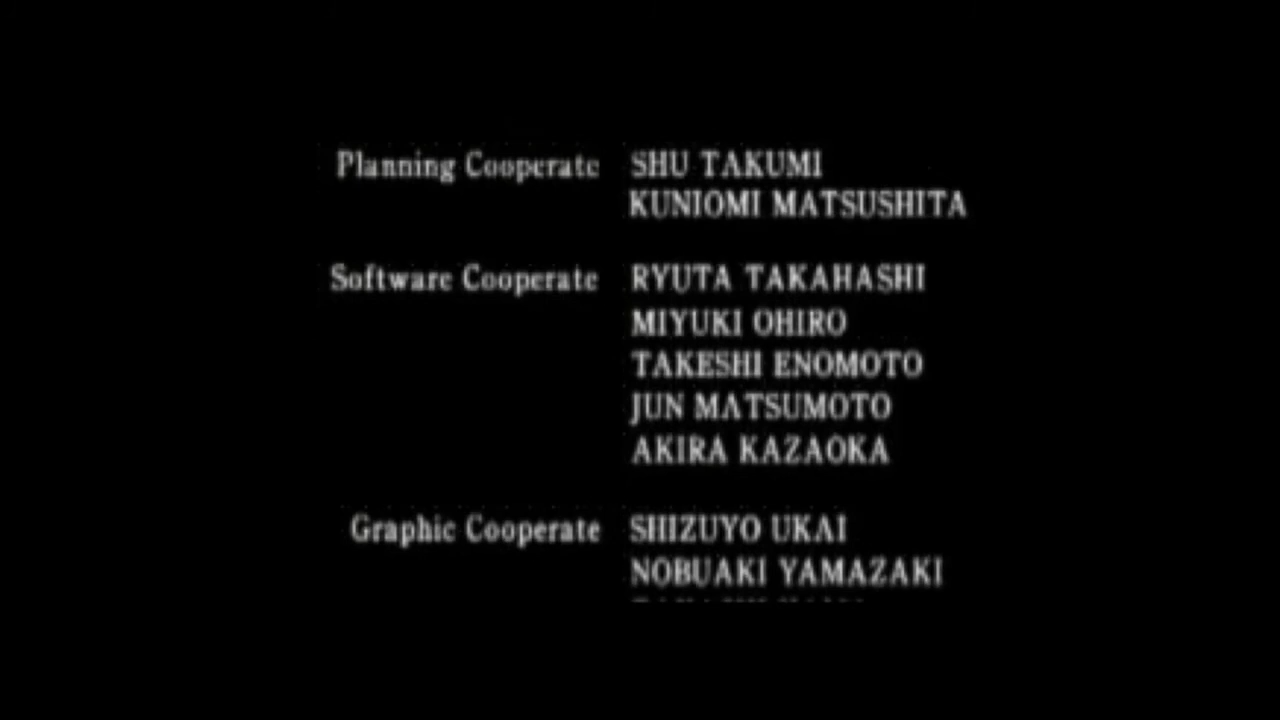 Planning Cooperate SHU TAKUMI
KUNIOMI MATSUSHITA
Software Cooperate RYUTA TAKAHASHI
MIYUKI OHIRO
TAKESHI ENOMOTO
JUN MATSUMOTO
AKIRA KAZAOKA
Graphic Cooperate SHIZUYO UKAI
NOBUAKI YAMAZAKI